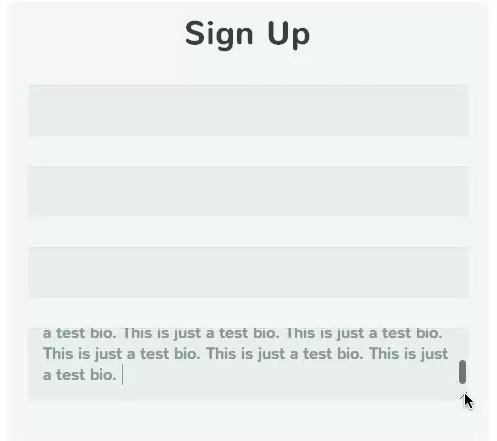 Sign Up
a test bio. This is just a test bio. This is just a test bio.
This is just a test bio. This is just a test bio. This is just
a test bio.